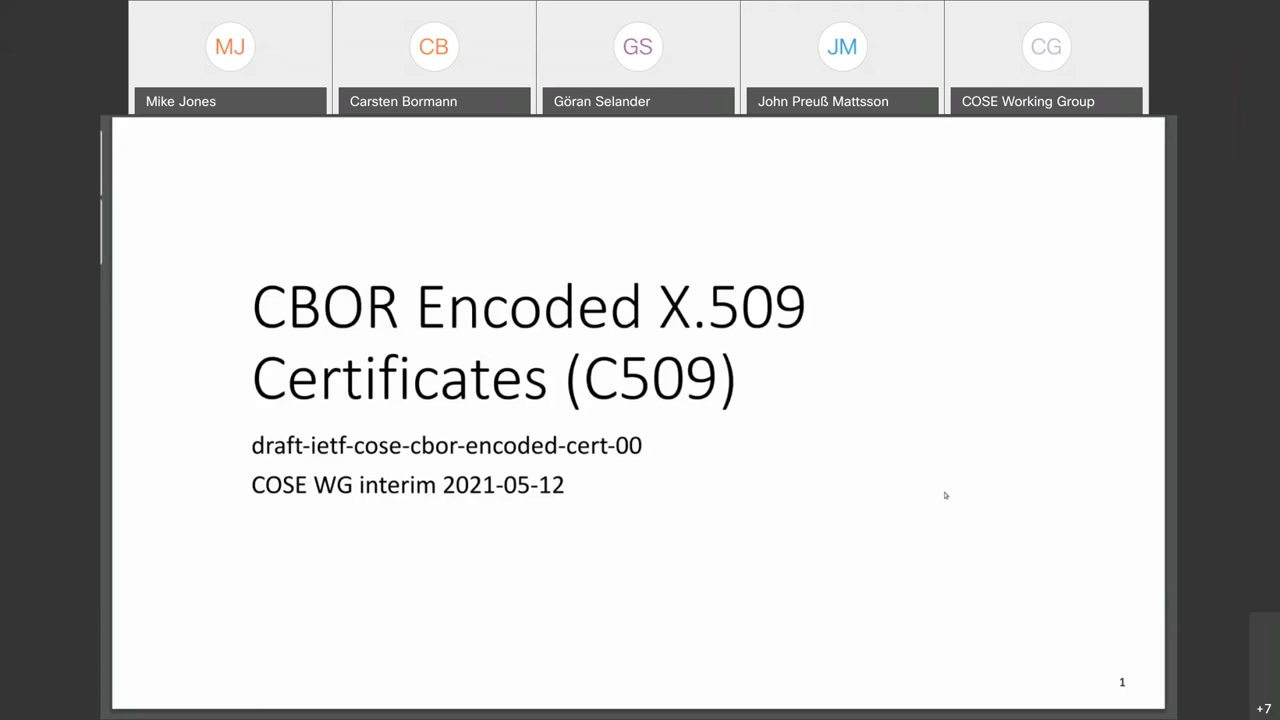 MJ
CB
GS
JM
CG
Mike Jones
Carsten Bormann
Göran Selander
John Preuß Mattsson
COSE Working Group
CBOR Encoded X.509
Certificates (C509)
draft-ietf-cose-cbor-encoded-cert-00
COSE WG interim 2021-05-12
1
+7